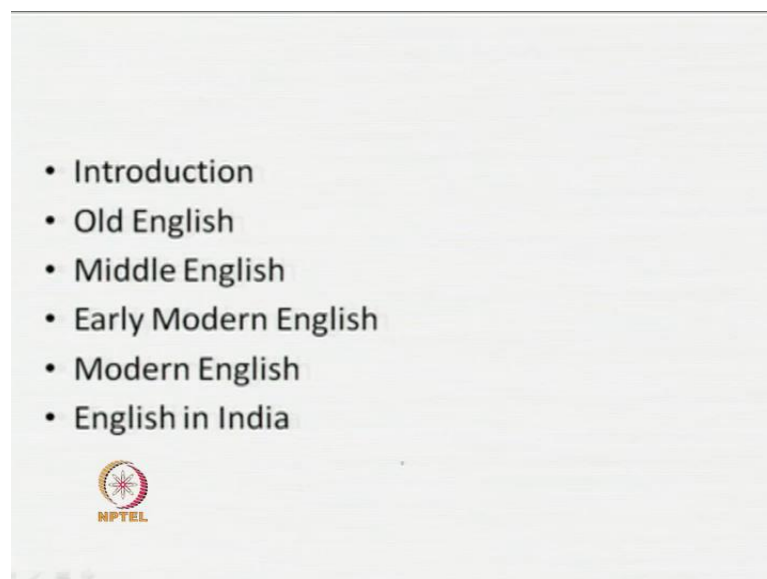 • Introduction
• Old English
• Middle English
• Early Modern English
• Modern English
• English in India
NPTEL